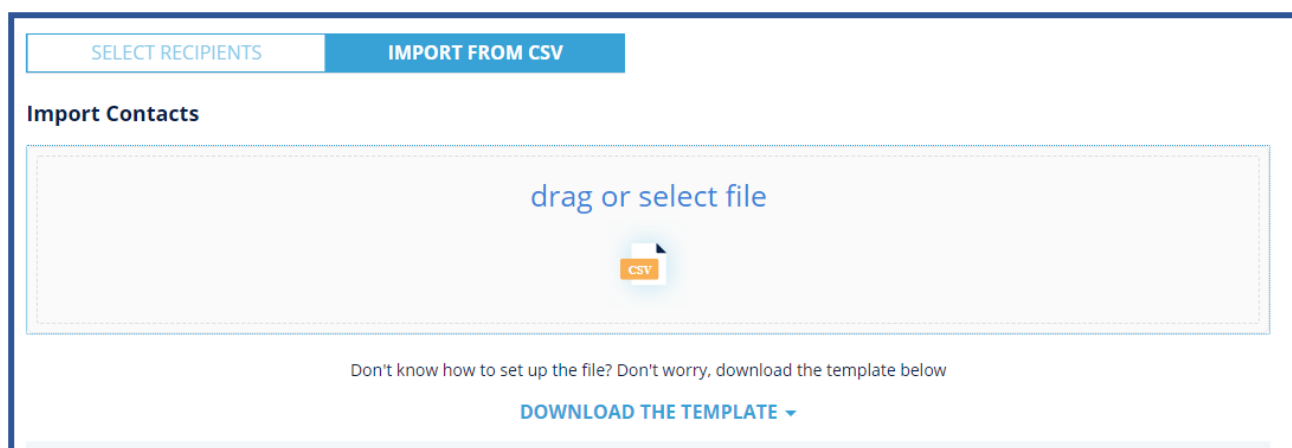 SELECT RECIPIENTS
IMPORT FROM CSV
Import Contacts
drag or select file
CSV
Don't know how to set up the file? Don't worry, download the template below
DOWNLOAD THE TEMPLATE